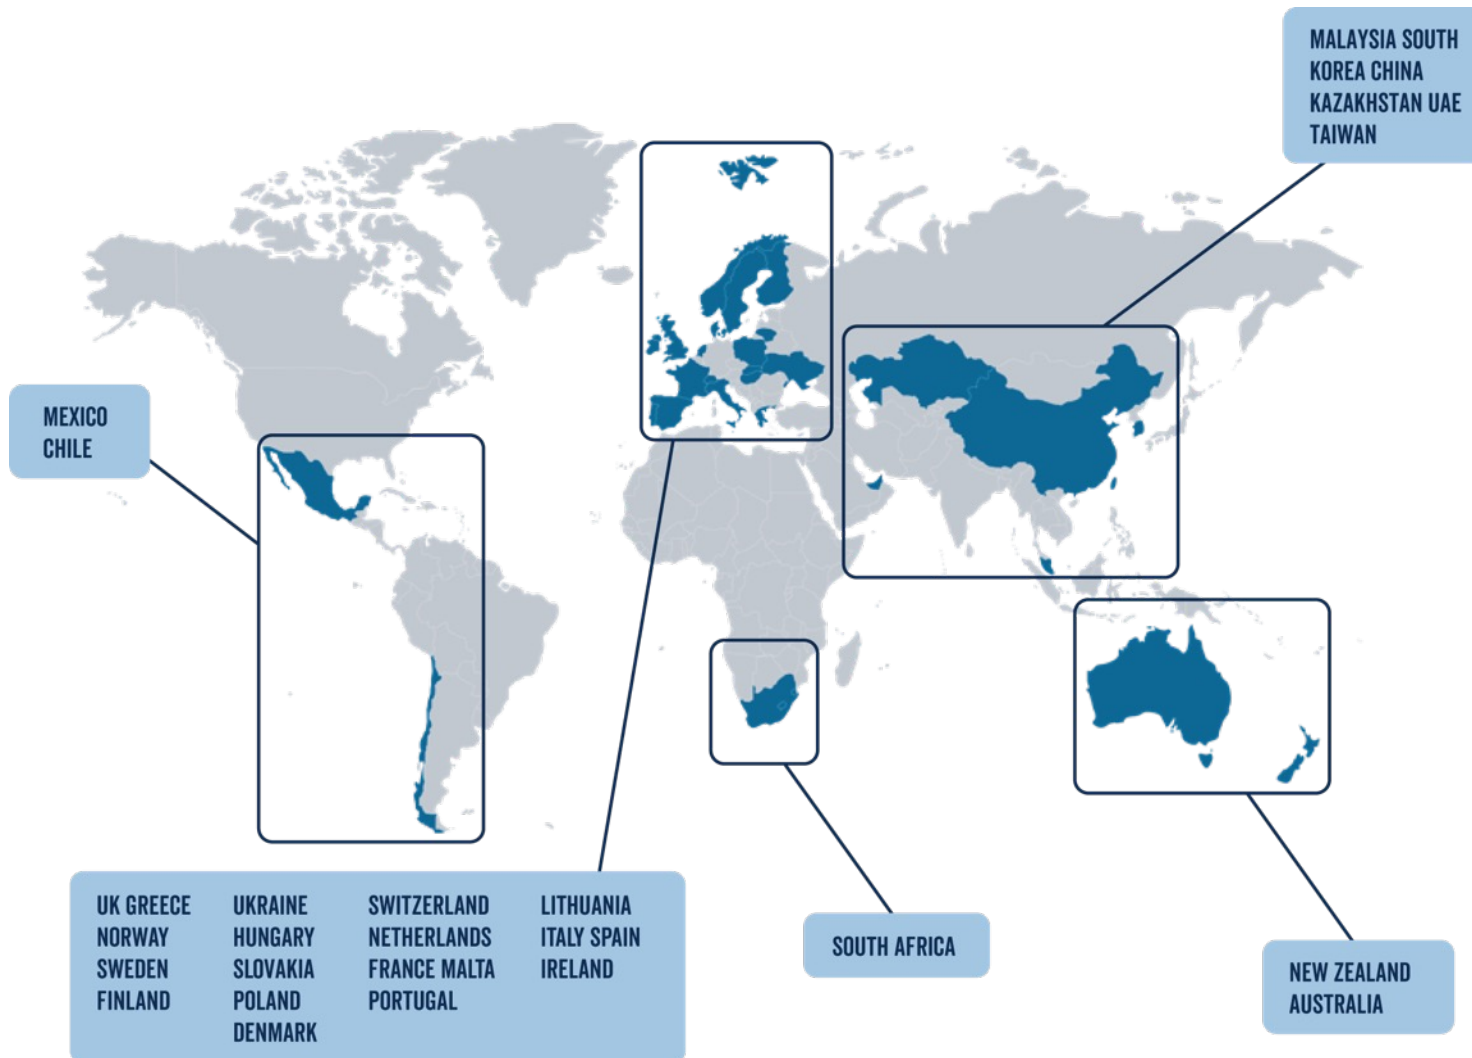 MALAYSIA SOUTH
KOREA CHINA
KAZAKHSTAN UAE
TAIWAN
MEXICO
CHILE
UK GREECE
NORWAY
SWEDEN
FINLAND
UKRAINE
HUNGARY
SLOVAKIA
POLAND
DENMARK
SWITZERLAND
NETHERLANDS
FRANCE MALTA
PORTUGAL
LITHUANIA
ITALY SPAIN
IRELAND
SOUTH AFRICA
NEW ZEALAND
AUSTRALIA